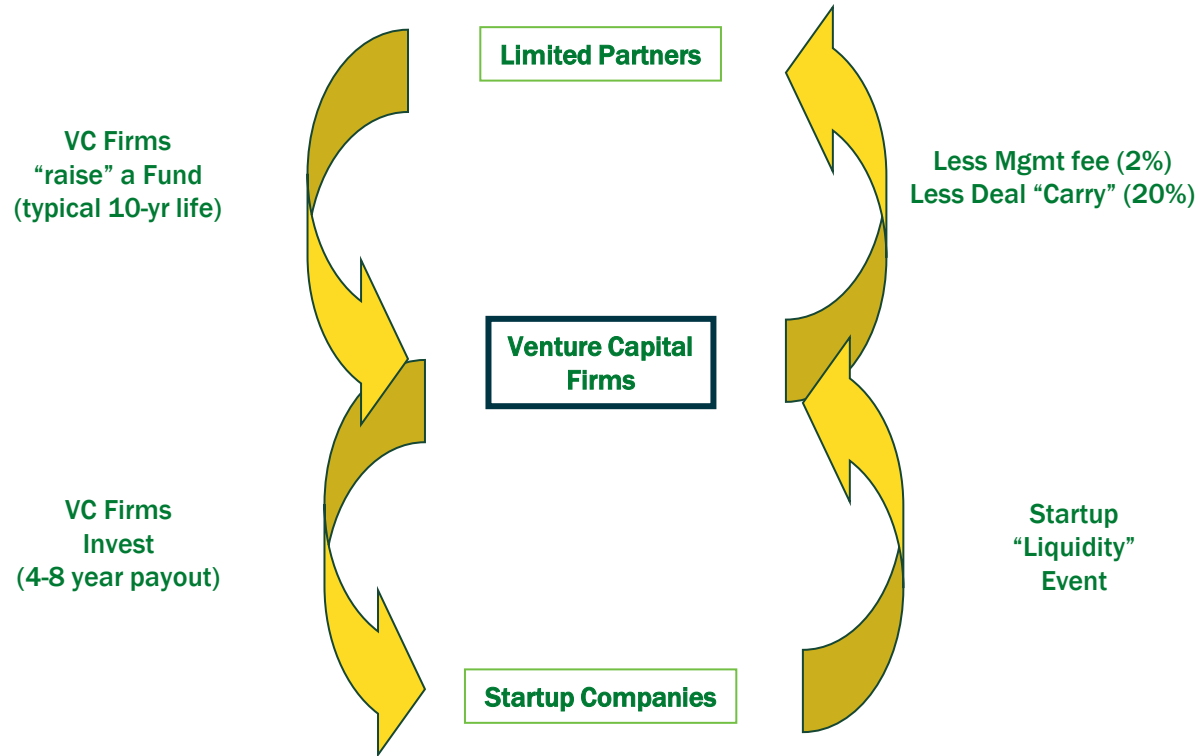 Limited Partners
VC Firms
“raise” a Fund
(typical 10-yr life)
Less Mgmt fee (2%)
Less Deal “Carry” (20%)
Venture Capital
Firms
VC Firms
Invest
(4-8 year payout)
Startup
“Liquidity”
Event
Startup Companies